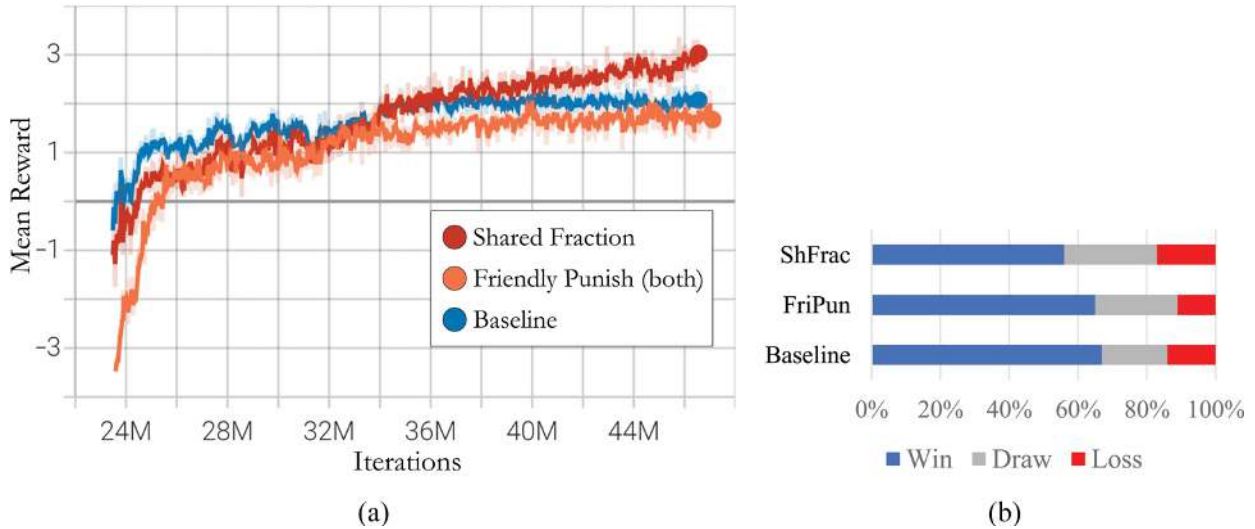 3
1
−1
−3
Mean Reward
Shared Fraction
Friendly Punish (both)
Baseline
24M 28M 32M 36M 40M 44M
Iterations
(a)
ShFrac
FriPun
Baseline
0% 20% 40% 60% 80% 100%
Win Draw Loss
(b)